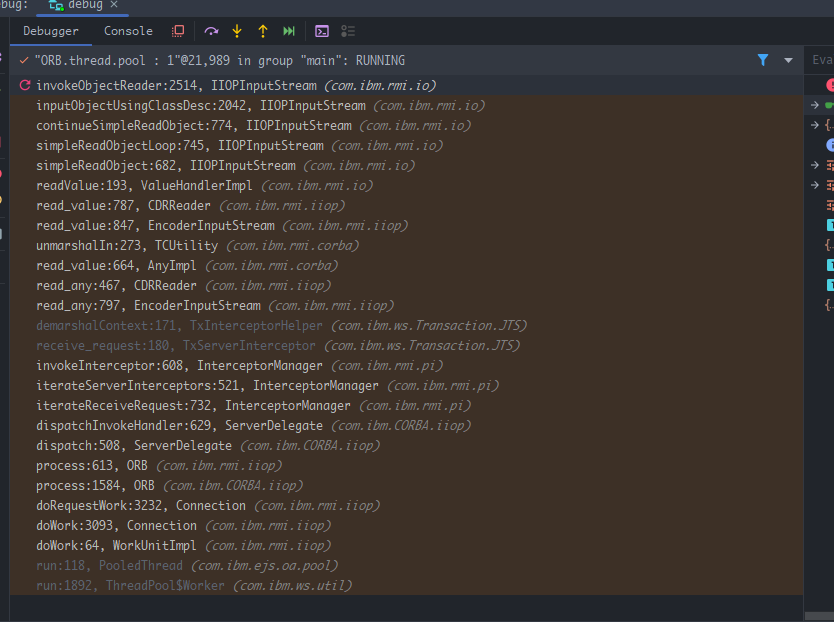 bug:
debug ×
Debugger
Console
"ORB.thread.pool : 1"@21,989 in group "main": RUNNING
Eva
invokeObjectReader:2514, IIOPInputStream (com.ibm.rmi.io)
inputObjectUsingClassDesc:2042, IIOPInputStream (com.ibm.rmi.io)
continueSimpleReadObject:774, IIOPInputStream (com.ibm.rmi.io)
simpleReadObjectLoop:745, IIOPInputStream (com.ibm.rmi.io)
simpleReadObject:682, IIOPInputStream (com.ibm.rmi.io)
readValue:193, ValueHandlerImpl (com.ibm.rmi.io)
read_value:787, CDRReader (com.ibm.rmi.iiop)
read_value:847, EncoderInputStream (com.ibm.rmi.iiop)
unmarshalIn:273, TCUtility (com.ibm.rmi.corba)
read_value:664, AnyImpl (com.ibm.rmi.corba)
read_any:467, CDRReader (com.ibm.rmi.iiop)
read_any:797, EncoderInputStream (com.ibm.rmi.iiop)
demarshalContext:171, TxInterceptorHelper (com.ibm.ws.Transaction.JTS)
receive_request:180, TxServerInterceptor (com.ibm.ws.Transaction.JTS)
invokeInterceptor:608, InterceptorManager (com.ibm.rmi.pi)
iterateServerInterceptors:521, InterceptorManager (com.ibm.rmi.pi)
iterateReceiveRequest:732, InterceptorManager (com.ibm.rmi.pi)
dispatchInvokeHandler:629, ServerDelegate (com.ibm.CORBA.iiop)
dispatch:508, ServerDelegate (com.ibm.CORBA.iiop)
process:613, ORB (com.ibm.rmi.iiop)
process:1584, ORB (com.ibm.CORBA.iiop)
doRequestWork:3232, Connection (com.ibm.rmi.iiop)
doWork:3093, Connection (com.ibm.rmi.iiop)
doWork:64, WorkUnitImpl (com.ibm.rmi.iiop)
run:118, PooledThread (com.ibm.ejs.oa.pool)
run:1892, ThreadPool$Worker (com.ibm.ws.util)